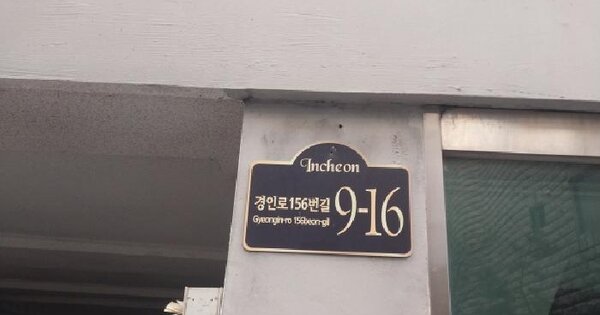 Incheon
경인로156번길 9-16
Gyeongin-ro 156beon-gil